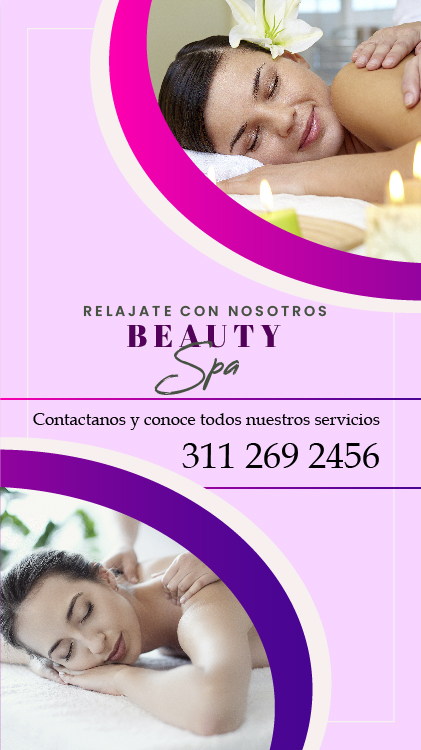 RELAJATE CON NOSOTROS
BEAUTY
Spa
Contactanos y conoce todos nuestros servicios
311 269 2456